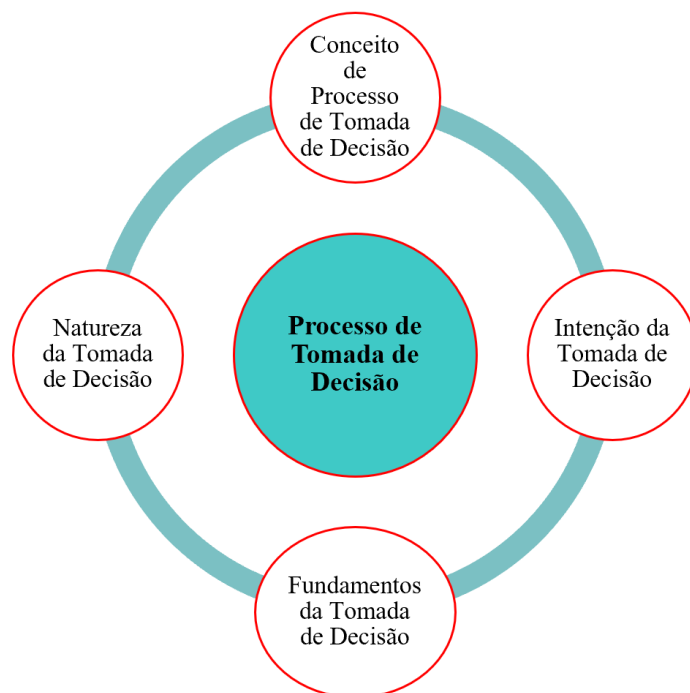 Conceito
de
Processo
de Tomada
de Decisão
Natureza
da Tomada
de Decisão
Processo de
Tomada de
Decisão
Intenção da
Tomada de
Decisão
Fundamentos
da Tomada
de Decisão